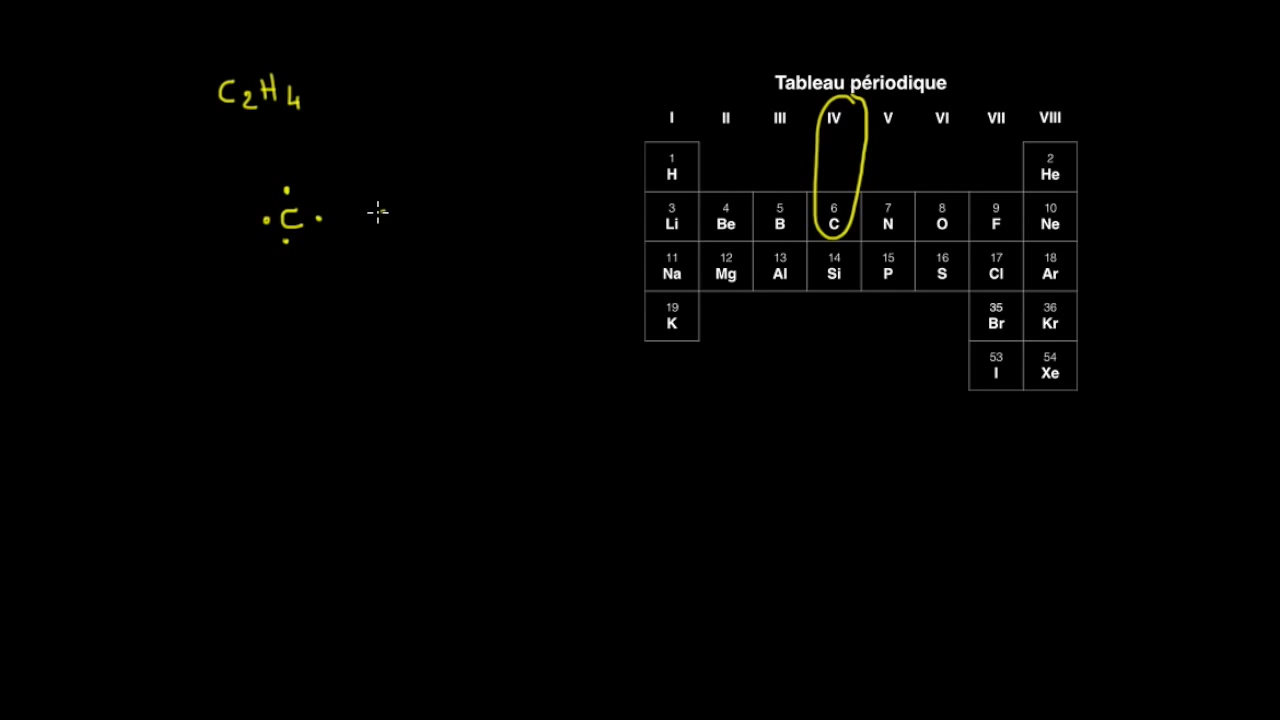 C2H4
C
Tableau périodique
I II III IV V VI VII VIII
1 2
H He
3 4 5 6 7 8 9 10
Li Be B C N O F Ne
11 12 13 14 15 16 17 18
Na Mg Al Si P S Cl Ar
19 35 36
K Br Kr
53 54
I Xe